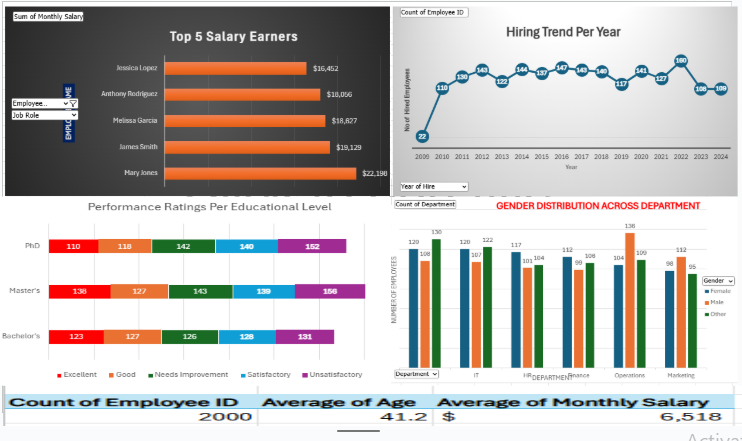 Sum of Monthly Salary
Top 5 Salary Earners
Jessica Lopez $16,452
Anthony Rodriguez $18,056
Melissa Garcia $18,827
James Smith $19,129
Mary Jones $22,198
Employee...
Job Role
Count of Employee ID
Hiring Trend Per Year
No of Hired Employees
22 110 130 143 122 144 137 147 143 140 117 141 127 160 108 109
2009 2010 2011 2012 2013 2014 2015 2016 2017 2018 2019 2020 2021 2022 2023 2024
Year
Year of Hire
Performance Ratings Per Educational Level
PhD 110 118 142 140 152
Master's 138 127 143 139 156
Bachelor's 123 127 126 128 131
Excellent Good Needs Improvement Satisfactory Unsatisfactory
Count of Department
GENDER DISTRIBUTION ACROSS DEPARTMENT
NUMBER OF EMPLOYEES
120 108 130
120 107 122
117 101 104
112 99 106
104 136 109
98 112 95
Gender
Female
Male
Other
Department
IT HR Finance Operations Marketing
DEPARTMENT
Count of Employee ID Average of Age Average of Monthly Salary
2000 41.2 $ 6,518